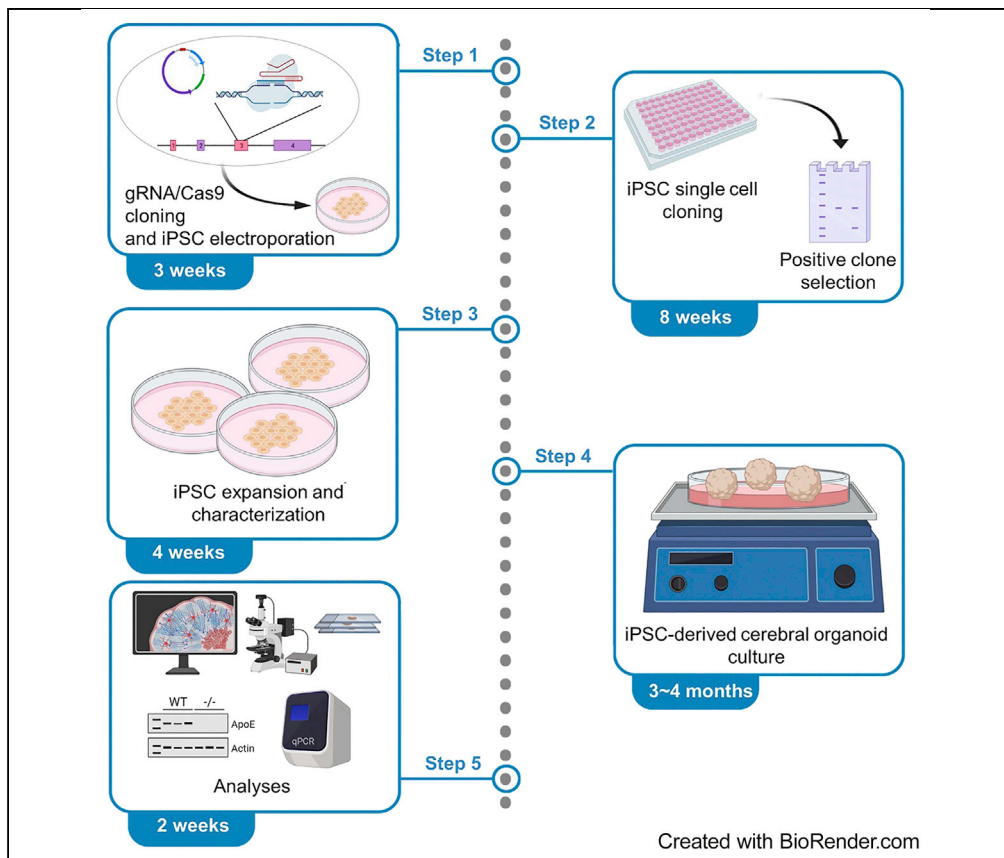 Step 1
1 2 3 4
gRNA/Cas9
cloning
and iPSC electroporation
3 weeks
Step 2
iPSC single cell
cloning
Positive clone
selection
8 weeks
Step 3
iPSC expansion and
characterization
4 weeks
Step 4
iPSC-derived cerebral organoid
culture
3~4 months
Step 5
WT -/-
ApoE
Actin
qPCR
Analyses
2 weeks
Created with BioRender.com